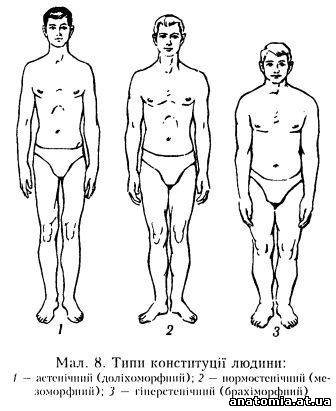 1
2
3
Мал. 8. Типи конституції людини:
1 — астенічний (доліхоморфний); 2 — нормостенічний (ме-
зоморфний); 3 — гіперстенічний (брахіморфний)
anatomia.at.ua